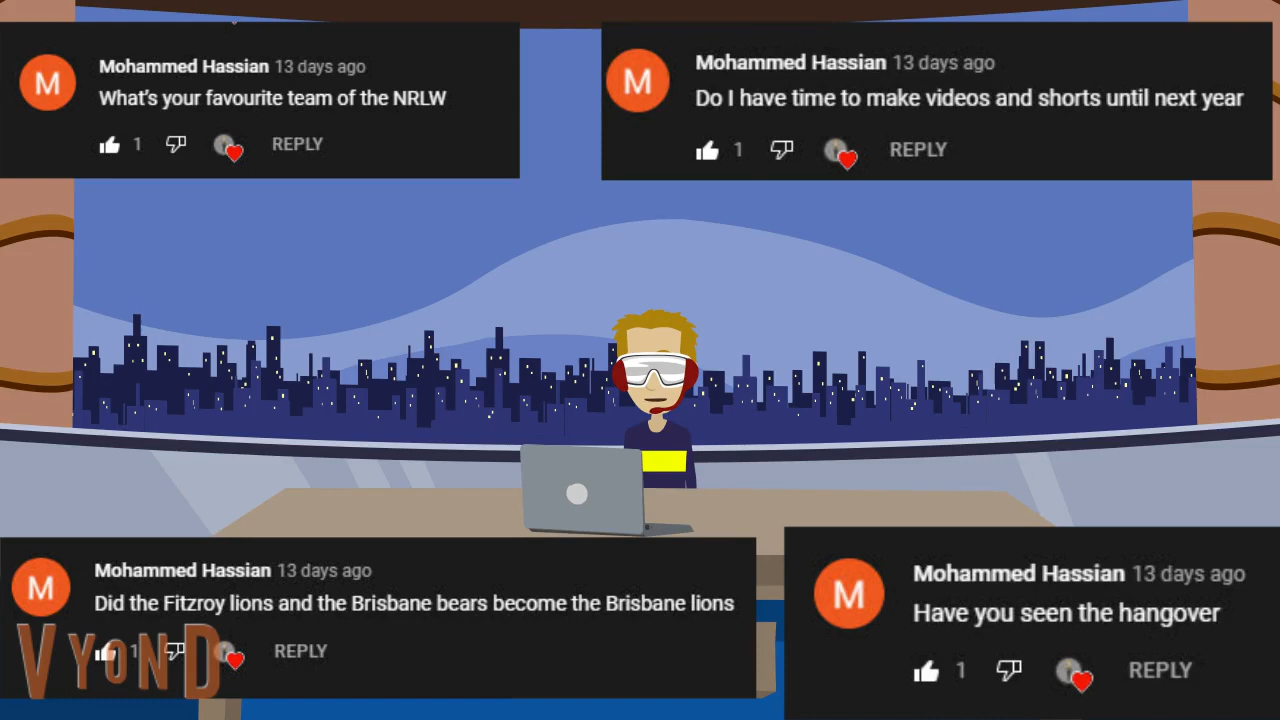 Mohammed Hassian 13 days ago
What's your favourite team of the NRLW
1 REPLY
Mohammed Hassian 13 days ago
Do I have time to make videos and shorts until next year
1 REPLY
Mohammed Hassian 13 days ago
Did the Fitzroy lions and the Brisbane bears become the Brisbane lions
1 REPLY
Mohammed Hassian 13 days ago
Have you seen the hangover
1 REPLY
M
M
M
M
VYOND